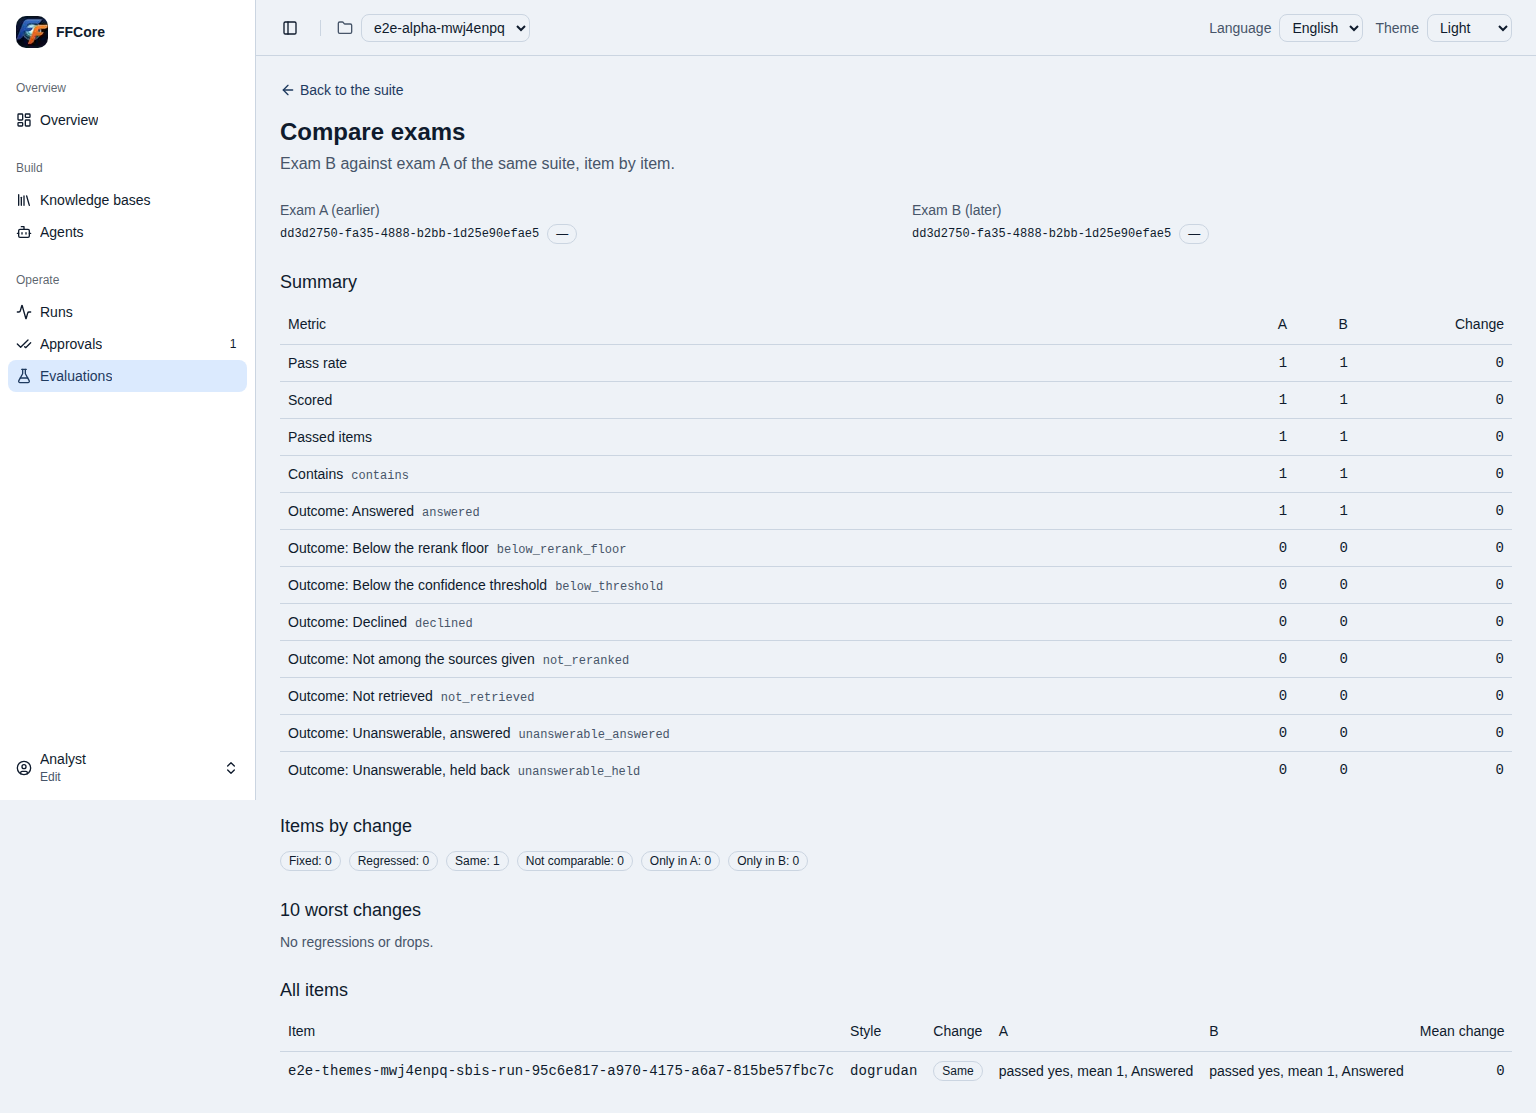 FFCore
Overview
Overview
Build
Knowledge bases
Agents
Operate
Runs
Approvals 1
Evaluations
Analyst
Edit
e2e-alpha-mwj4enpq
Language English Theme Light
Back to the suite
Compare exams
Exam B against exam A of the same suite, item by item.
Exam A (earlier)
dd3d2750-fa35-4888-b2bb-1d25e90efae5 —
Exam B (later)
dd3d2750-fa35-4888-b2bb-1d25e90efae5 —
Summary
Metric A B Change
Pass rate 1 1 0
Scored 1 1 0
Passed items 1 1 0
Contains contains 1 1 0
Outcome: Answered answered 1 1 0
Outcome: Below the rerank floor below_rerank_floor 0 0 0
Outcome: Below the confidence threshold below_threshold 0 0 0
Outcome: Declined declined 0 0 0
Outcome: Not among the sources given not_reranked 0 0 0
Outcome: Not retrieved not_retrieved 0 0 0
Outcome: Unanswerable, answered unanswerable_answered 0 0 0
Outcome: Unanswerable, held back unanswerable_held 0 0 0
Items by change
Fixed: 0 Regressed: 0 Same: 1 Not comparable: 0 Only in A: 0 Only in B: 0
10 worst changes
No regressions or drops.
All items
Item Style Change A B Mean change
e2e-themes-mwj4enpq-sbis-run-95c6e817-a970-4175-a6a7-815be57fbc7c dogrudan Same passed yes, mean 1, Answered passed yes, mean 1, Answered 0